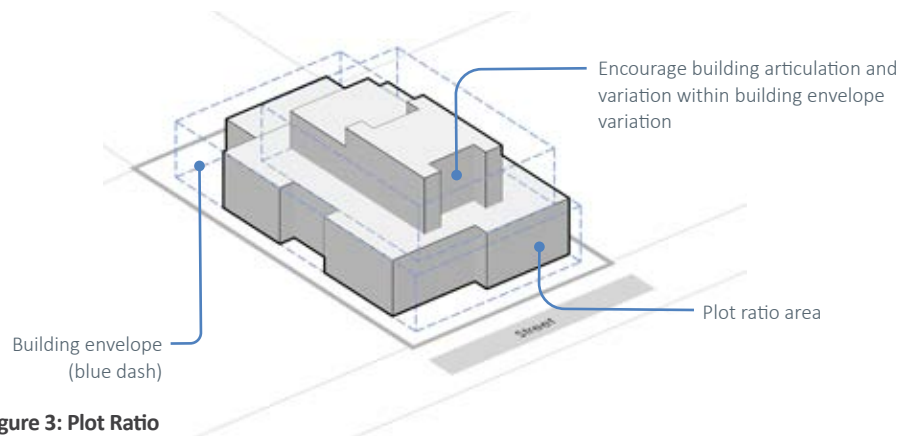 Encourage building articulation and
variation within building envelope
variation
Plot ratio area
Street
Building envelope
(blue dash)
gure 3: Plot Ratio